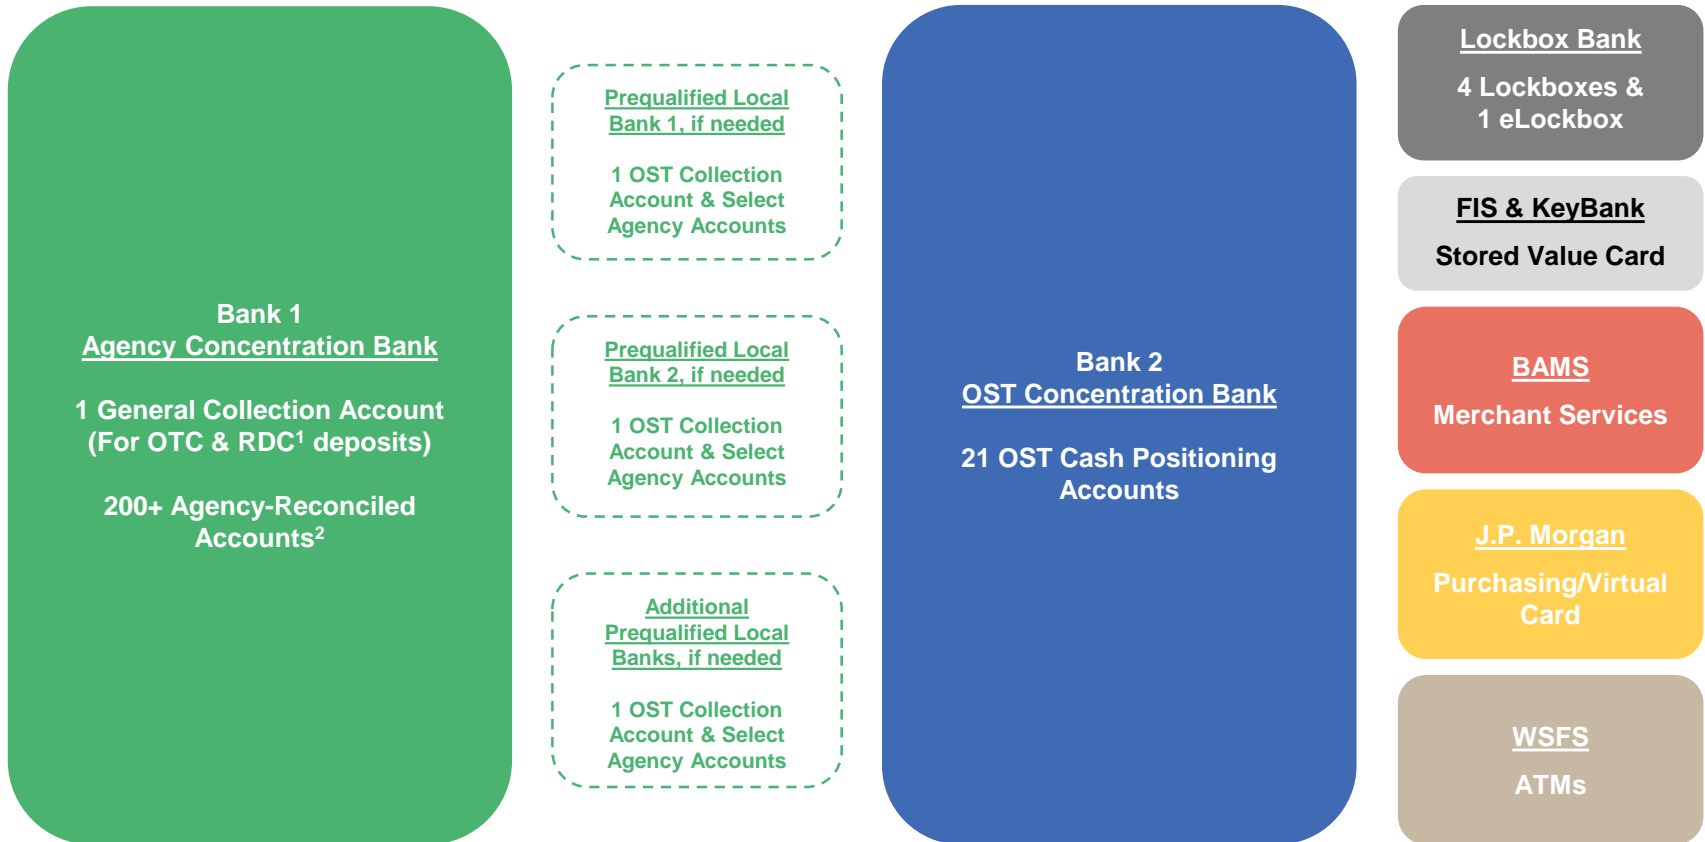 Bank 1
Agency Concentration Bank
1 General Collection Account
(For OTC & RDC¹ deposits)
200+ Agency-Reconciled
Accounts²
Prequalified Local
Bank 1, if needed
1 OST Collection
Account & Select
Agency Accounts
Prequalified Local
Bank 2, if needed
1 OST Collection
Account & Select
Agency Accounts
Additional
Prequalified Local
Banks, if needed
1 OST Collection
Account & Select
Agency Accounts
Bank 2
OST Concentration Bank
21 OST Cash Positioning
Accounts
Lockbox Bank
4 Lockboxes &
1 eLockbox
FIS & KeyBank
Stored Value Card
BAMS
Merchant Services
J.P. Morgan
Purchasing/Virtual
Card
WSFS
ATMs